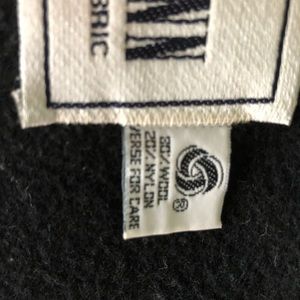 BRIC
80% WOOL
20% NYLON
VERSE FOR CARE